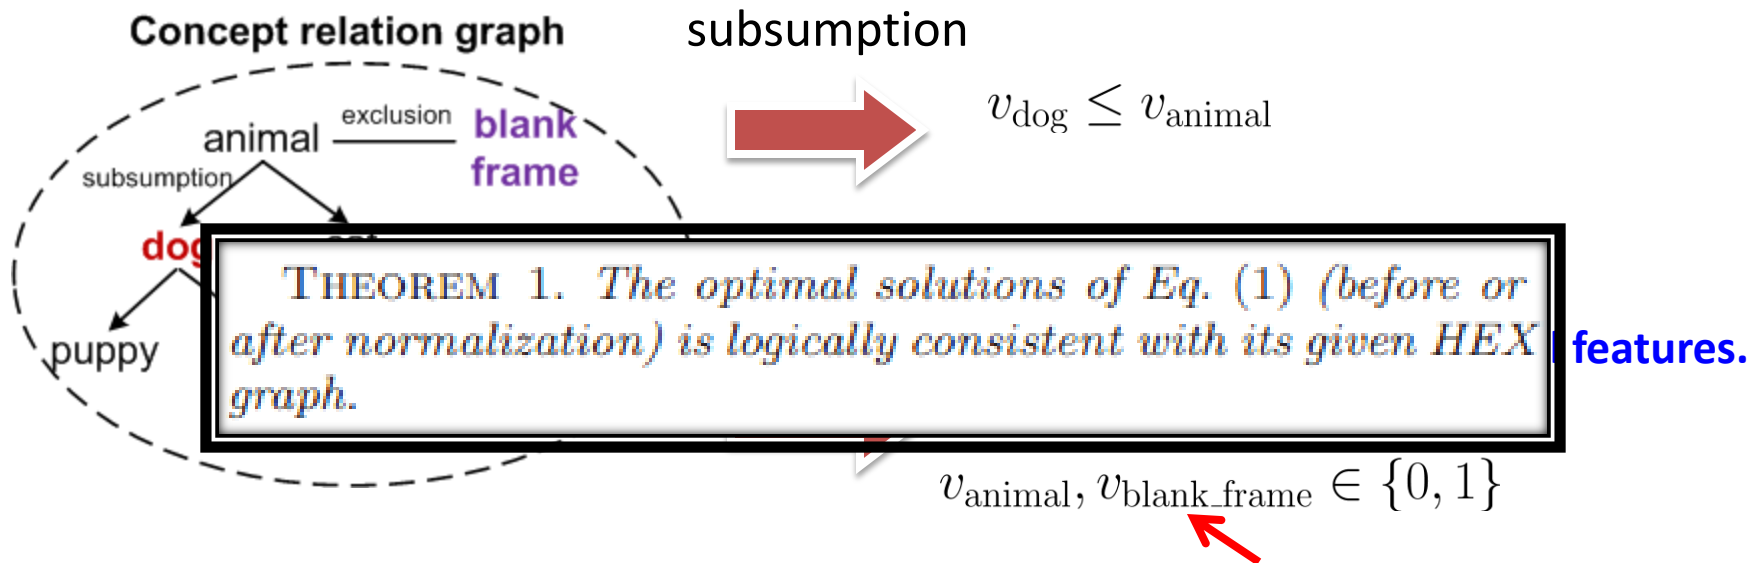 Concept relation graph
subsumption
v_dog ≤ v_animal
animal
exclusion
blank
frame
subsumption
dog
puppy
THEOREM 1. The optimal solutions of Eq. (1) (before or
after normalization) is logically consistent with its given HEX
graph.
features.
v_animal, v_blank_frame ∈ {0, 1}